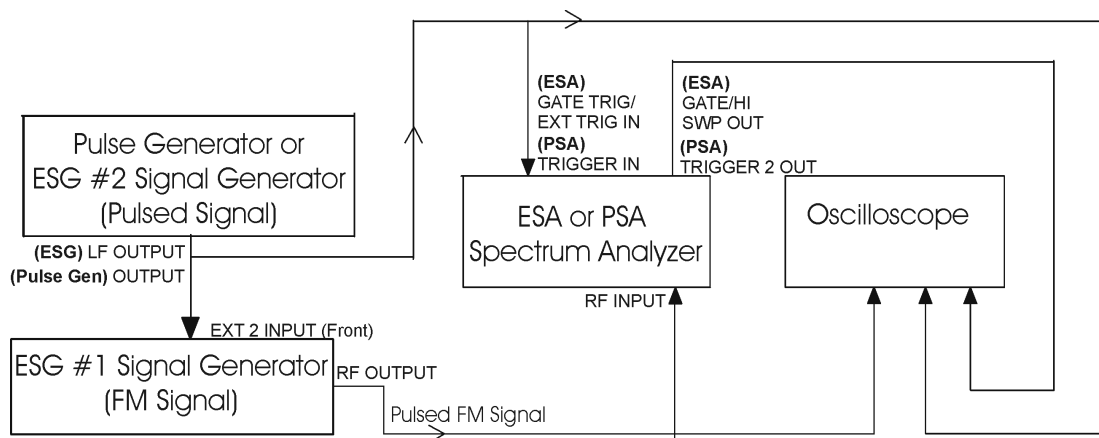 (ESA)
GATE TRIG/
EXT TRIG IN
(PSA)
TRIGGER IN
(ESA)
GATE/HI
SWP OUT
(PSA)
TRIGGER 2 OUT
Pulse Generator or
ESG #2 Signal Generator
(Pulsed Signal)
ESA or PSA
Spectrum Analyzer
Oscilloscope
(ESG) LF OUTPUT
(Pulse Gen) OUTPUT
RF INPUT
EXT 2 INPUT (Front)
ESG #1 Signal Generator
(FM Signal)
RF OUTPUT
Pulsed FM Signal